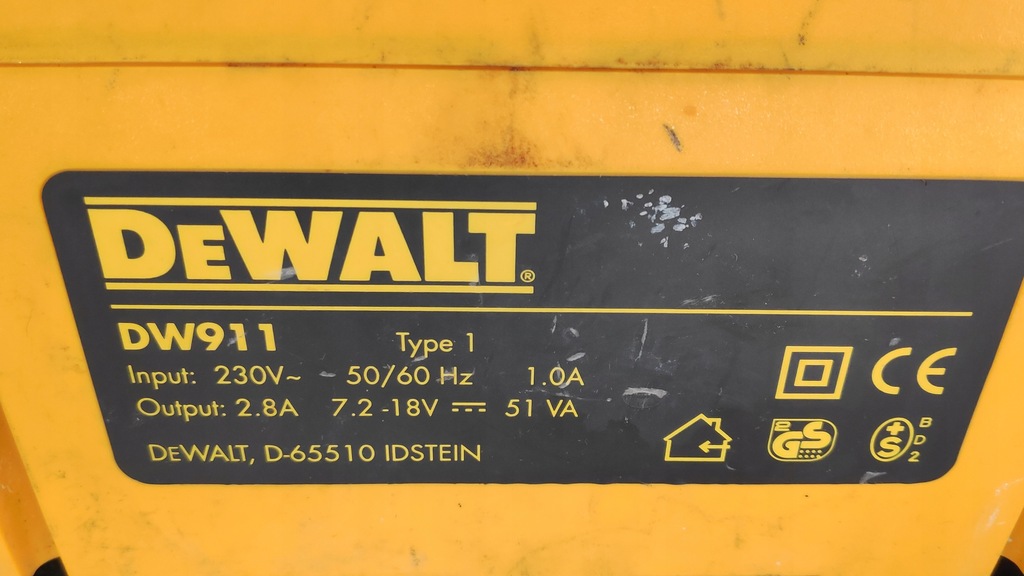 DEWALT®
DW911 Type 1
Input: 230V~ 50/60 Hz 1.0A
Output: 2.8A 7.2 -18V ⎓ 51 VA
DEWALT, D-65510 IDSTEIN
CE
GS
+S B D 2